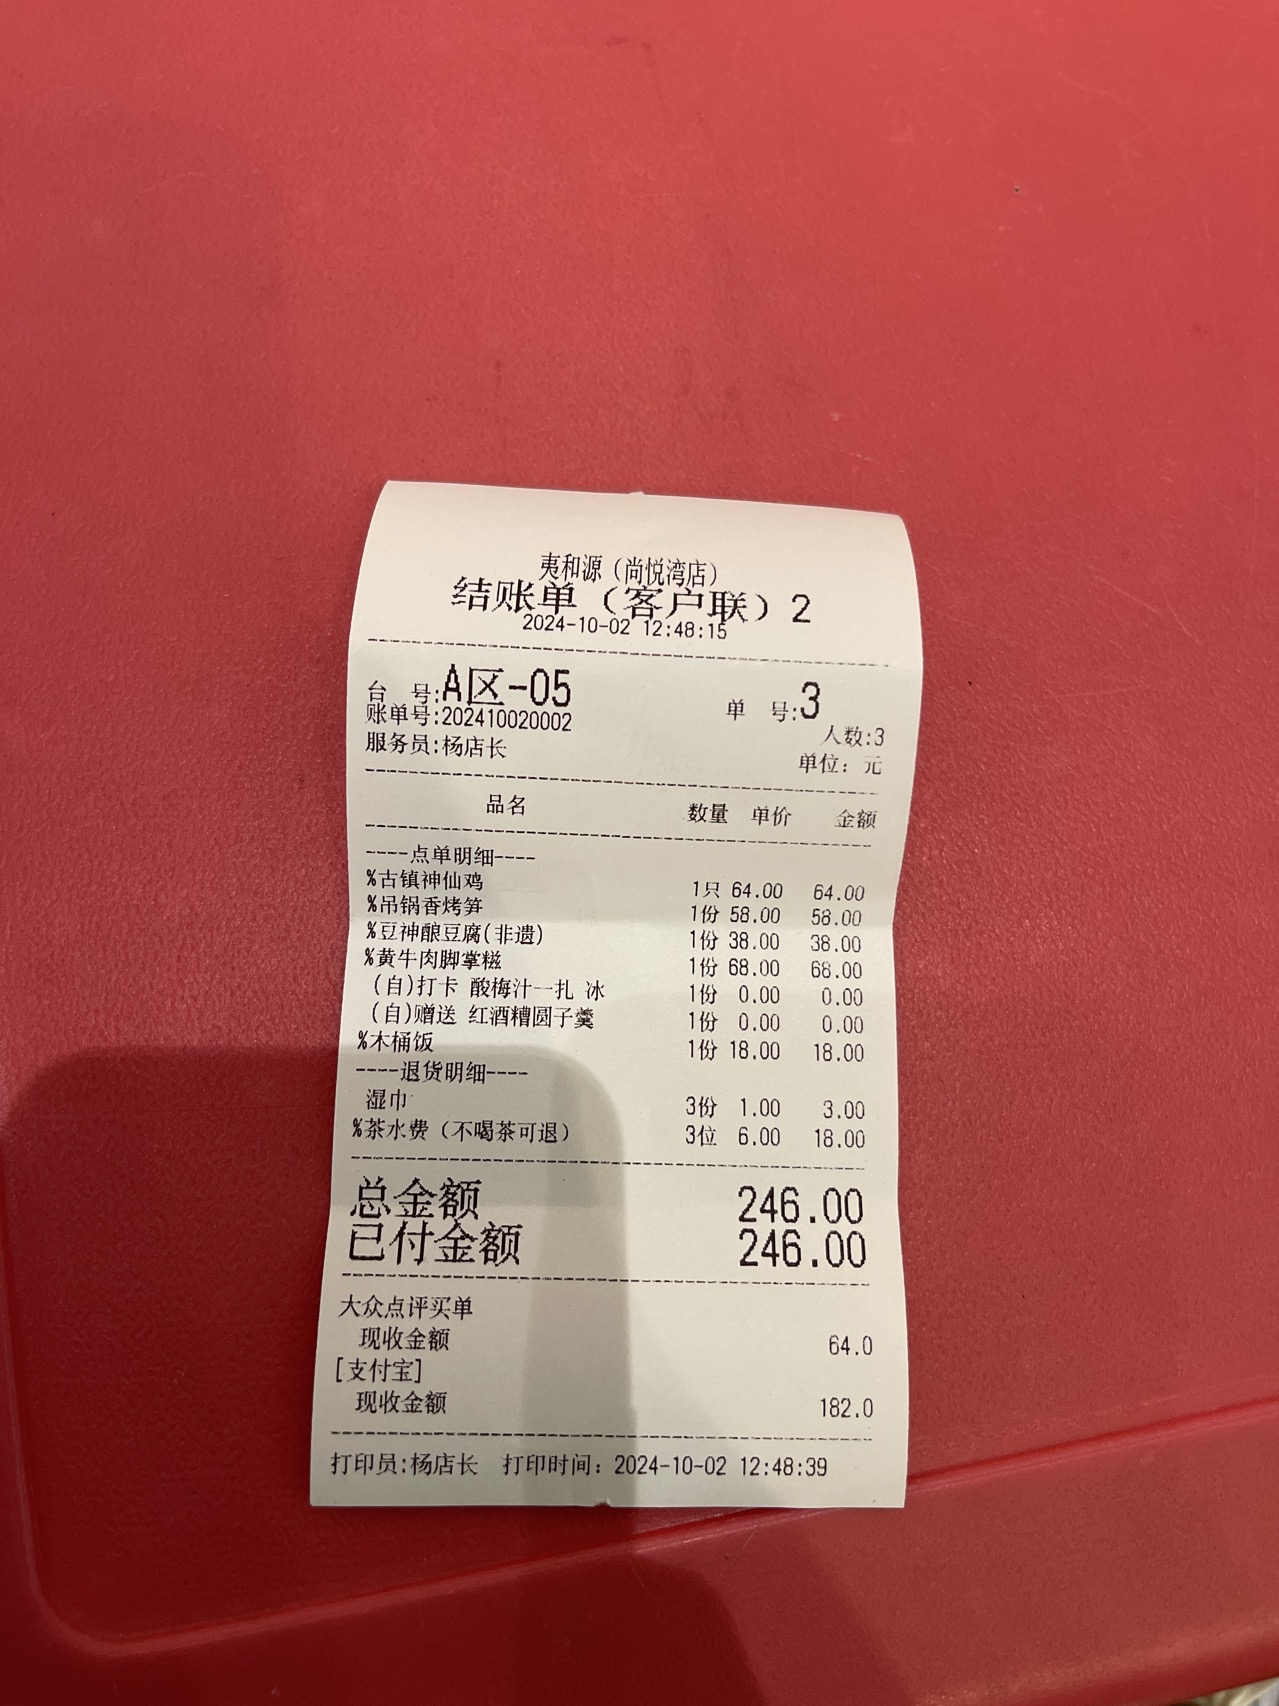 夷和源（尚悦湾店）
结账单（客户联）2
2024-10-02 12:48:15
台 号:A区-05 单 号:3
账单号:202410020002 人数:3
服务员:杨店长 单位：元
品名 数量 单价 金额
----点单明细----
%古镇神仙鸡 1只 64.00 64.00
%吊锅香烤笋 1份 58.00 58.00
%豆神酿豆腐(非遗) 1份 38.00 38.00
%黄牛肉脚掌糍 1份 68.00 68.00
(自)打卡 酸梅汁一扎 冰 1份 0.00 0.00
(自)赠送 红酒糟圆子羹 1份 0.00 0.00
%木桶饭 1份 18.00 18.00
----退货明细----
湿巾 3份 1.00 3.00
%茶水费（不喝茶可退） 3位 6.00 18.00
总金额 246.00
已付金额 246.00
大众点评买单
现收金额 64.0
[支付宝]
现收金额 182.0
打印员:杨店长 打印时间：2024-10-02 12:48:39